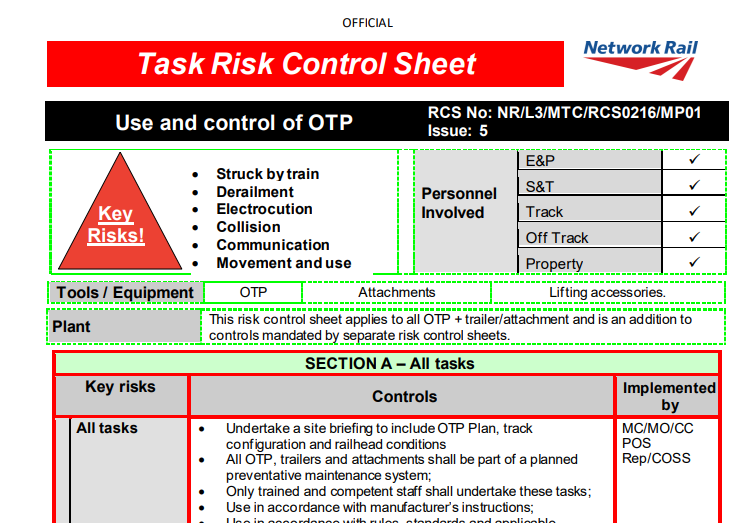 OFFICIAL
Task Risk Control Sheet
Network Rail
Use and control of OTP
RCS No: NR/L3/MTC/RCS0216/MP01
Issue: 5
Key
Risks!
• Struck by train
• Derailment
• Electrocution
• Collision
• Communication
• Movement and use
Personnel
Involved
E&P ✓
S&T ✓
Track ✓
Off Track ✓
Property ✓
Tools / Equipment OTP Attachments Lifting accessories.
Plant
This risk control sheet applies to all OTP + trailer/attachment and is an addition to
controls mandated by separate risk control sheets.
SECTION A – All tasks
Key risks
Controls
Implemented
by
All tasks
• Undertake a site briefing to include OTP Plan, track
configuration and railhead conditions
• All OTP, trailers and attachments shall be part of a planned
preventative maintenance system;
• Only trained and competent staff shall undertake these tasks;
• Use in accordance with manufacturer's instructions;
• Use in accordance with rules, standards and applicable
MC/MO/CC
POS
Rep/COSS